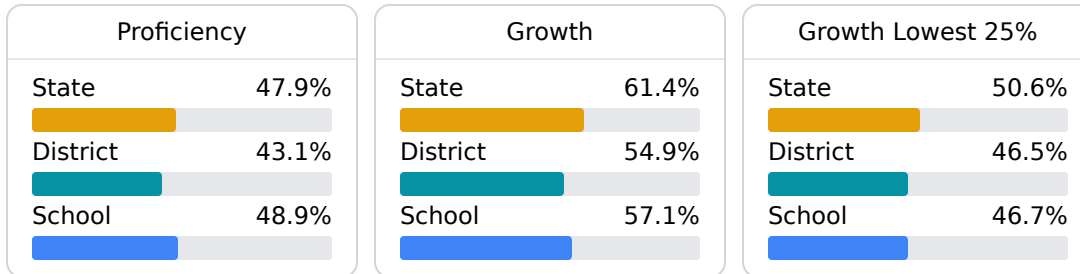 Proficiency
State 47.9%
District 43.1%
School 48.9%
Growth
State 61.4%
District 54.9%
School 57.1%
Growth Lowest 25%
State 50.6%
District 46.5%
School 46.7%